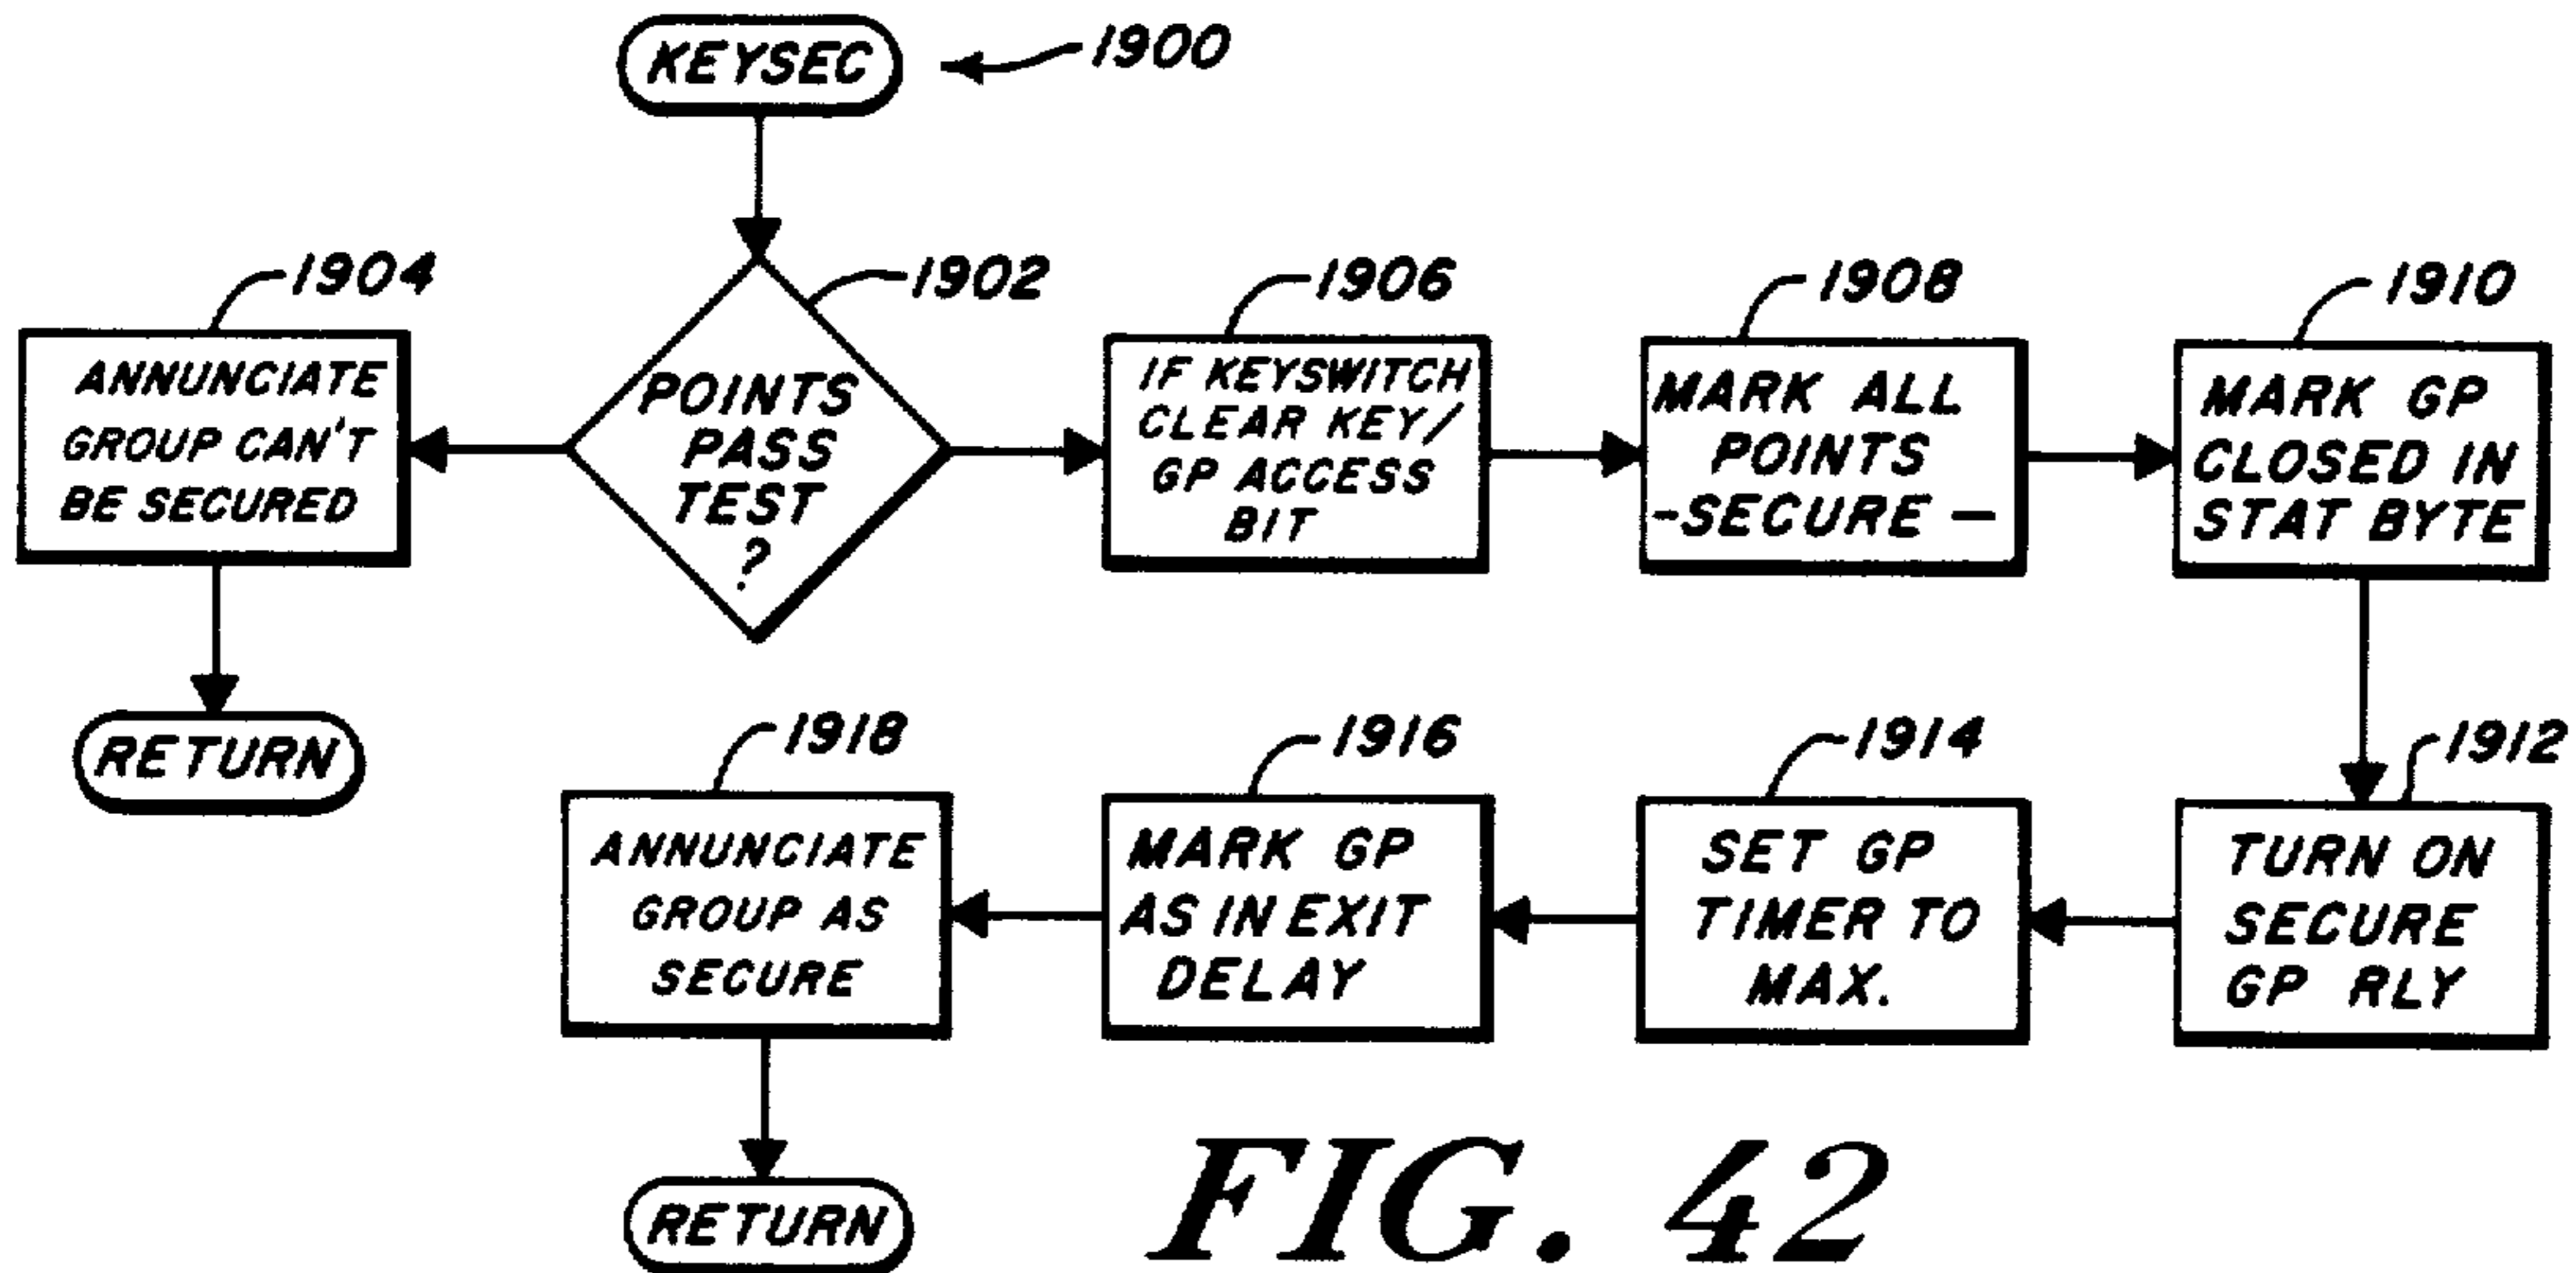 KEYSEC
1900
1902
POINTS
PASS
TEST
?
1904
ANNUNCIATE
GROUP CAN'T
BE SECURED
RETURN
1906
IF KEYSWITCH
CLEAR KEY/
GP ACCESS
BIT
1908
MARK ALL
POINTS
-SECURE-
1910
MARK GP
CLOSED IN
STAT BYTE
1912
TURN ON
SECURE
GP RLY
1914
SET GP
TIMER TO
MAX.
1916
MARK GP
AS IN EXIT
DELAY
1918
ANNUNCIATE
GROUP AS
SECURE
RETURN
FIG. 42